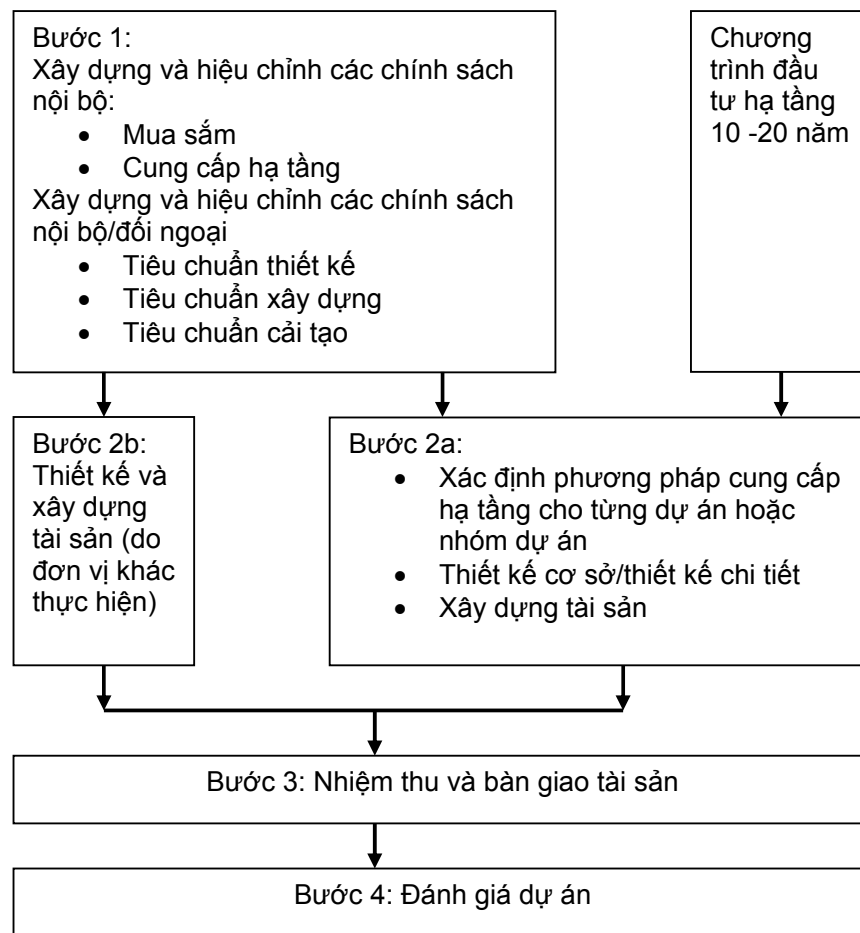 Bước 1:
Xây dựng và hiệu chỉnh các chính sách
nội bộ:
• Mua sắm
• Cung cấp hạ tầng
Xây dựng và hiệu chỉnh các chính sách
nội bộ/đối ngoại
• Tiêu chuẩn thiết kế
• Tiêu chuẩn xây dựng
• Tiêu chuẩn cải tạo
Chương
trình đầu
tư hạ tầng
10 -20 năm
Bước 2b:
Thiết kế và
xây dựng
tài sản (do
đơn vị khác
thực hiện)
Bước 2a:
• Xác định phương pháp cung cấp
hạ tầng cho từng dự án hoặc
nhóm dự án
• Thiết kế cơ sở/thiết kế chi tiết
• Xây dựng tài sản
Bước 3: Nhiệm thu và bàn giao tài sản
Bước 4: Đánh giá dự án